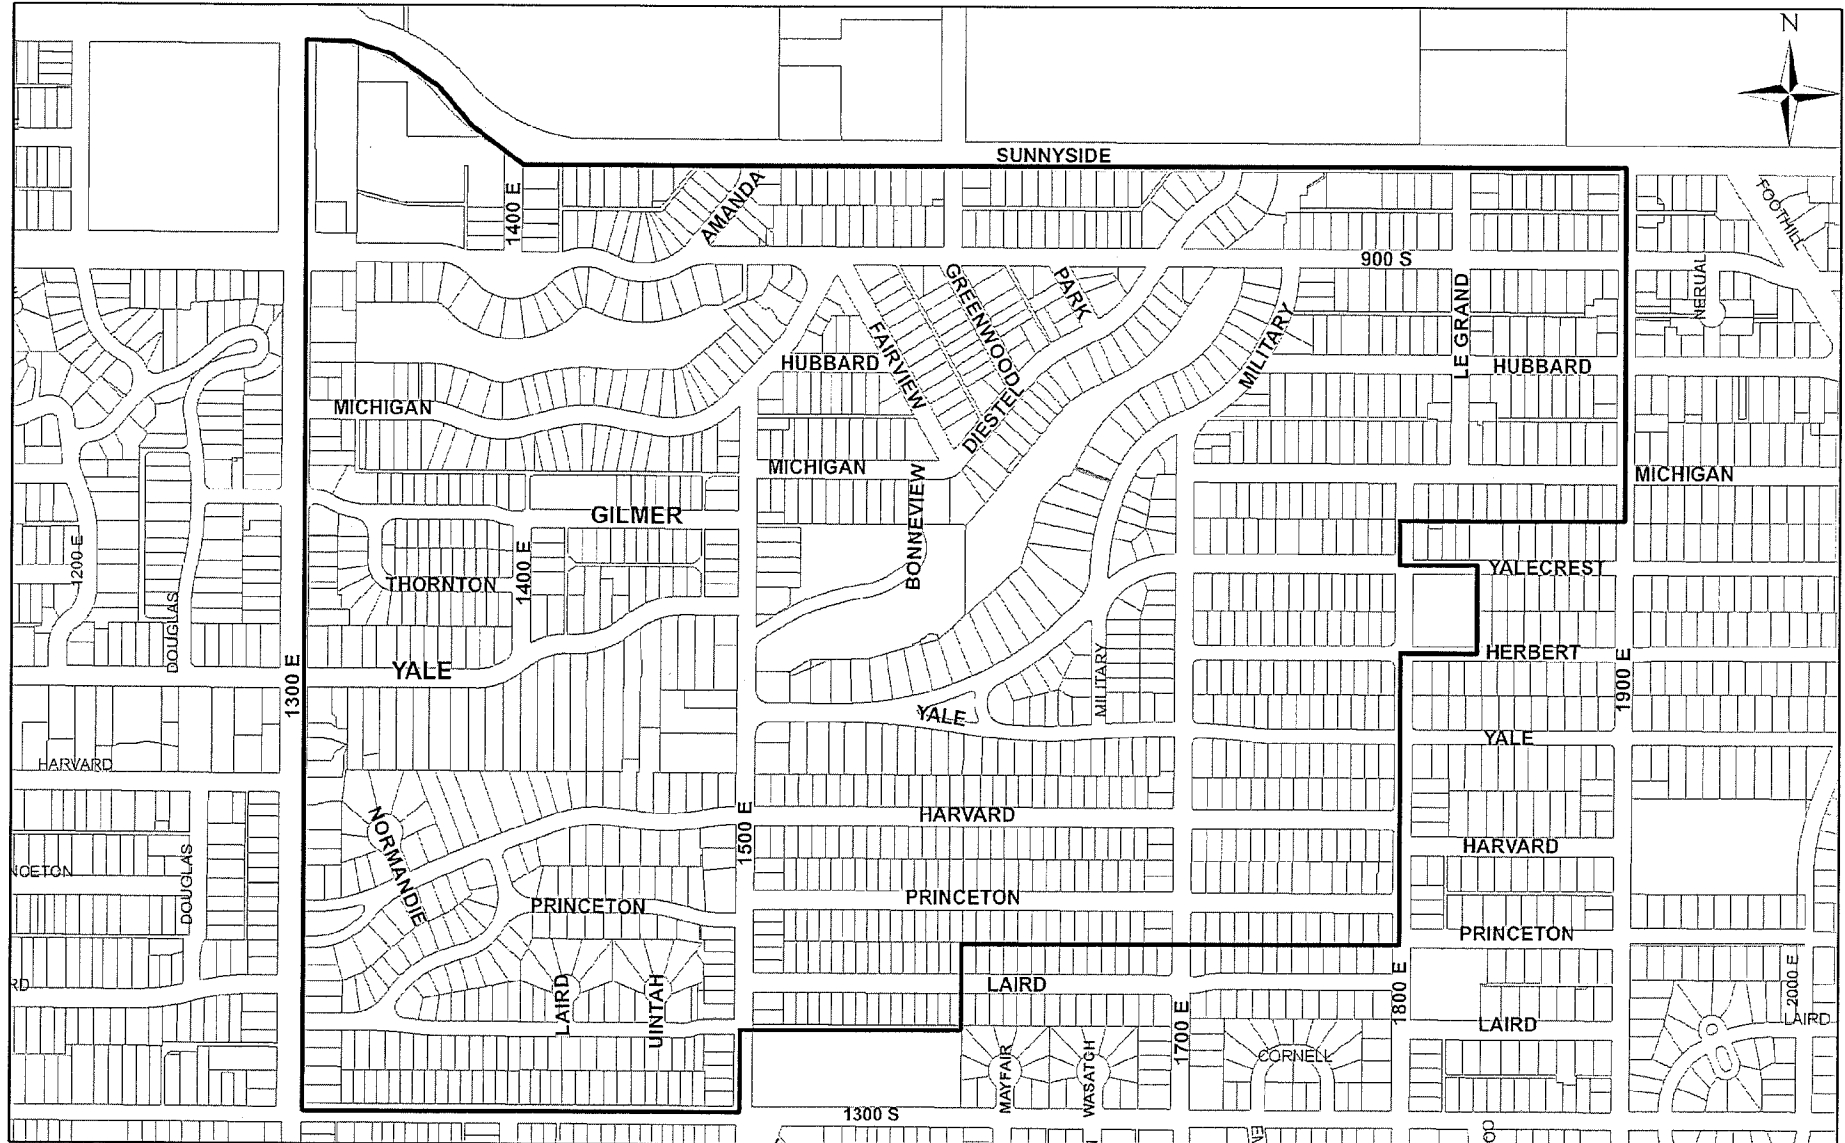 N
SUNNYSIDE
FOOTHILL
AMANDA
1400 E
900 S
GREENWOOD
PARK
NERUAL
LE GRAND
MILITARY
FAIRVIEW
HUBBARD
HUBBARD
MICHIGAN
DIESTEL
MICHIGAN
MICHIGAN
GILMER
BONNEVIEW
1200 E
THORNTON
1400 E
YALECREST
DOUGLAS
HERBERT
1300 E
YALE
MILITARY
1900 E
YALE
YALE
HARVARD
NORMANDIE
1500 E
HARVARD
HARVARD
NCETON
DOUGLAS
PRINCETON
PRINCETON
PRINCETON
RD
LAIRD
UINTAH
LAIRD
1800 E
2000 E
LAIRD
LAIRD
1700 E
MAYFAIR
WASATCH
CORNELL
1300 S